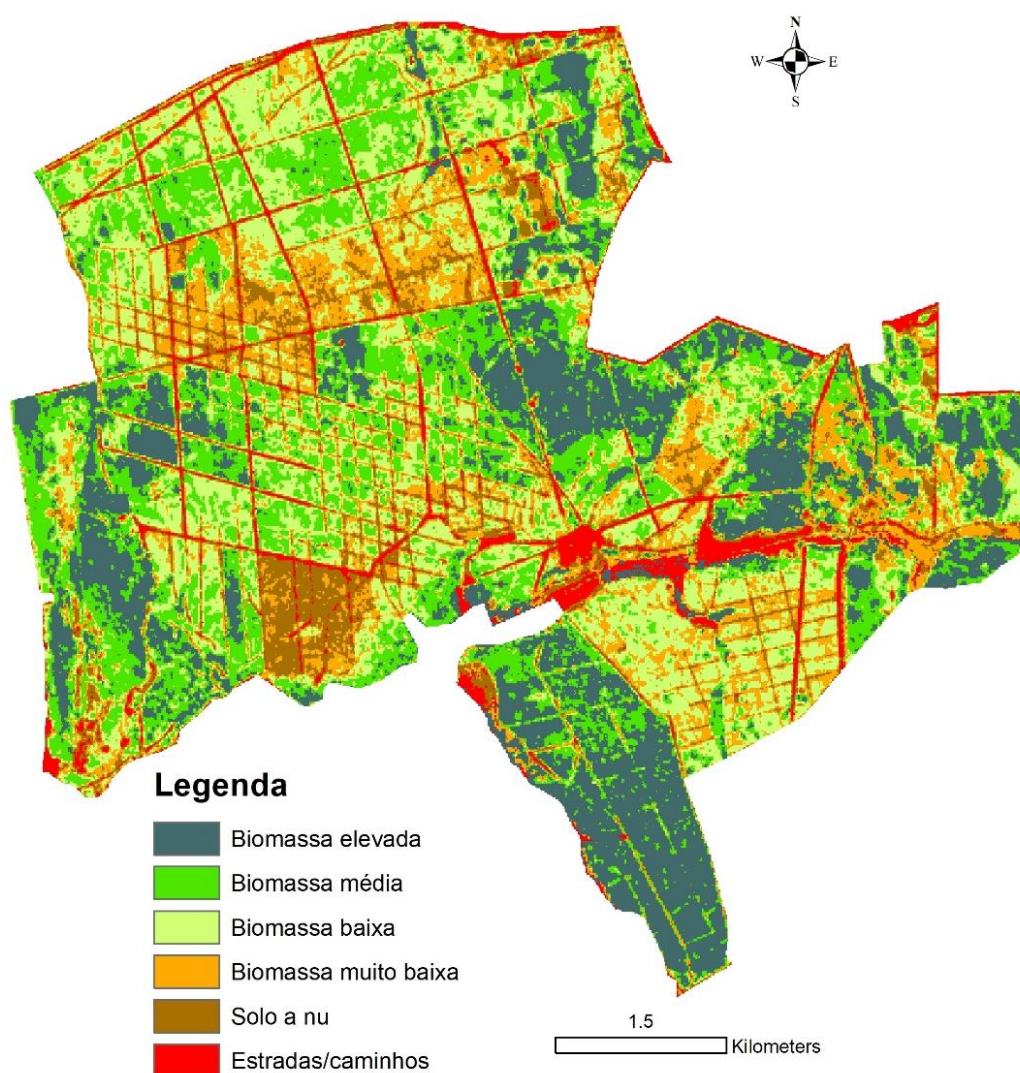 N
W E
S
Legenda
Biomassa elevada
Biomassa média
Biomassa baixa
Biomassa muito baixa
Solo a nu
Estradas/caminhos
1.5
Kilometers